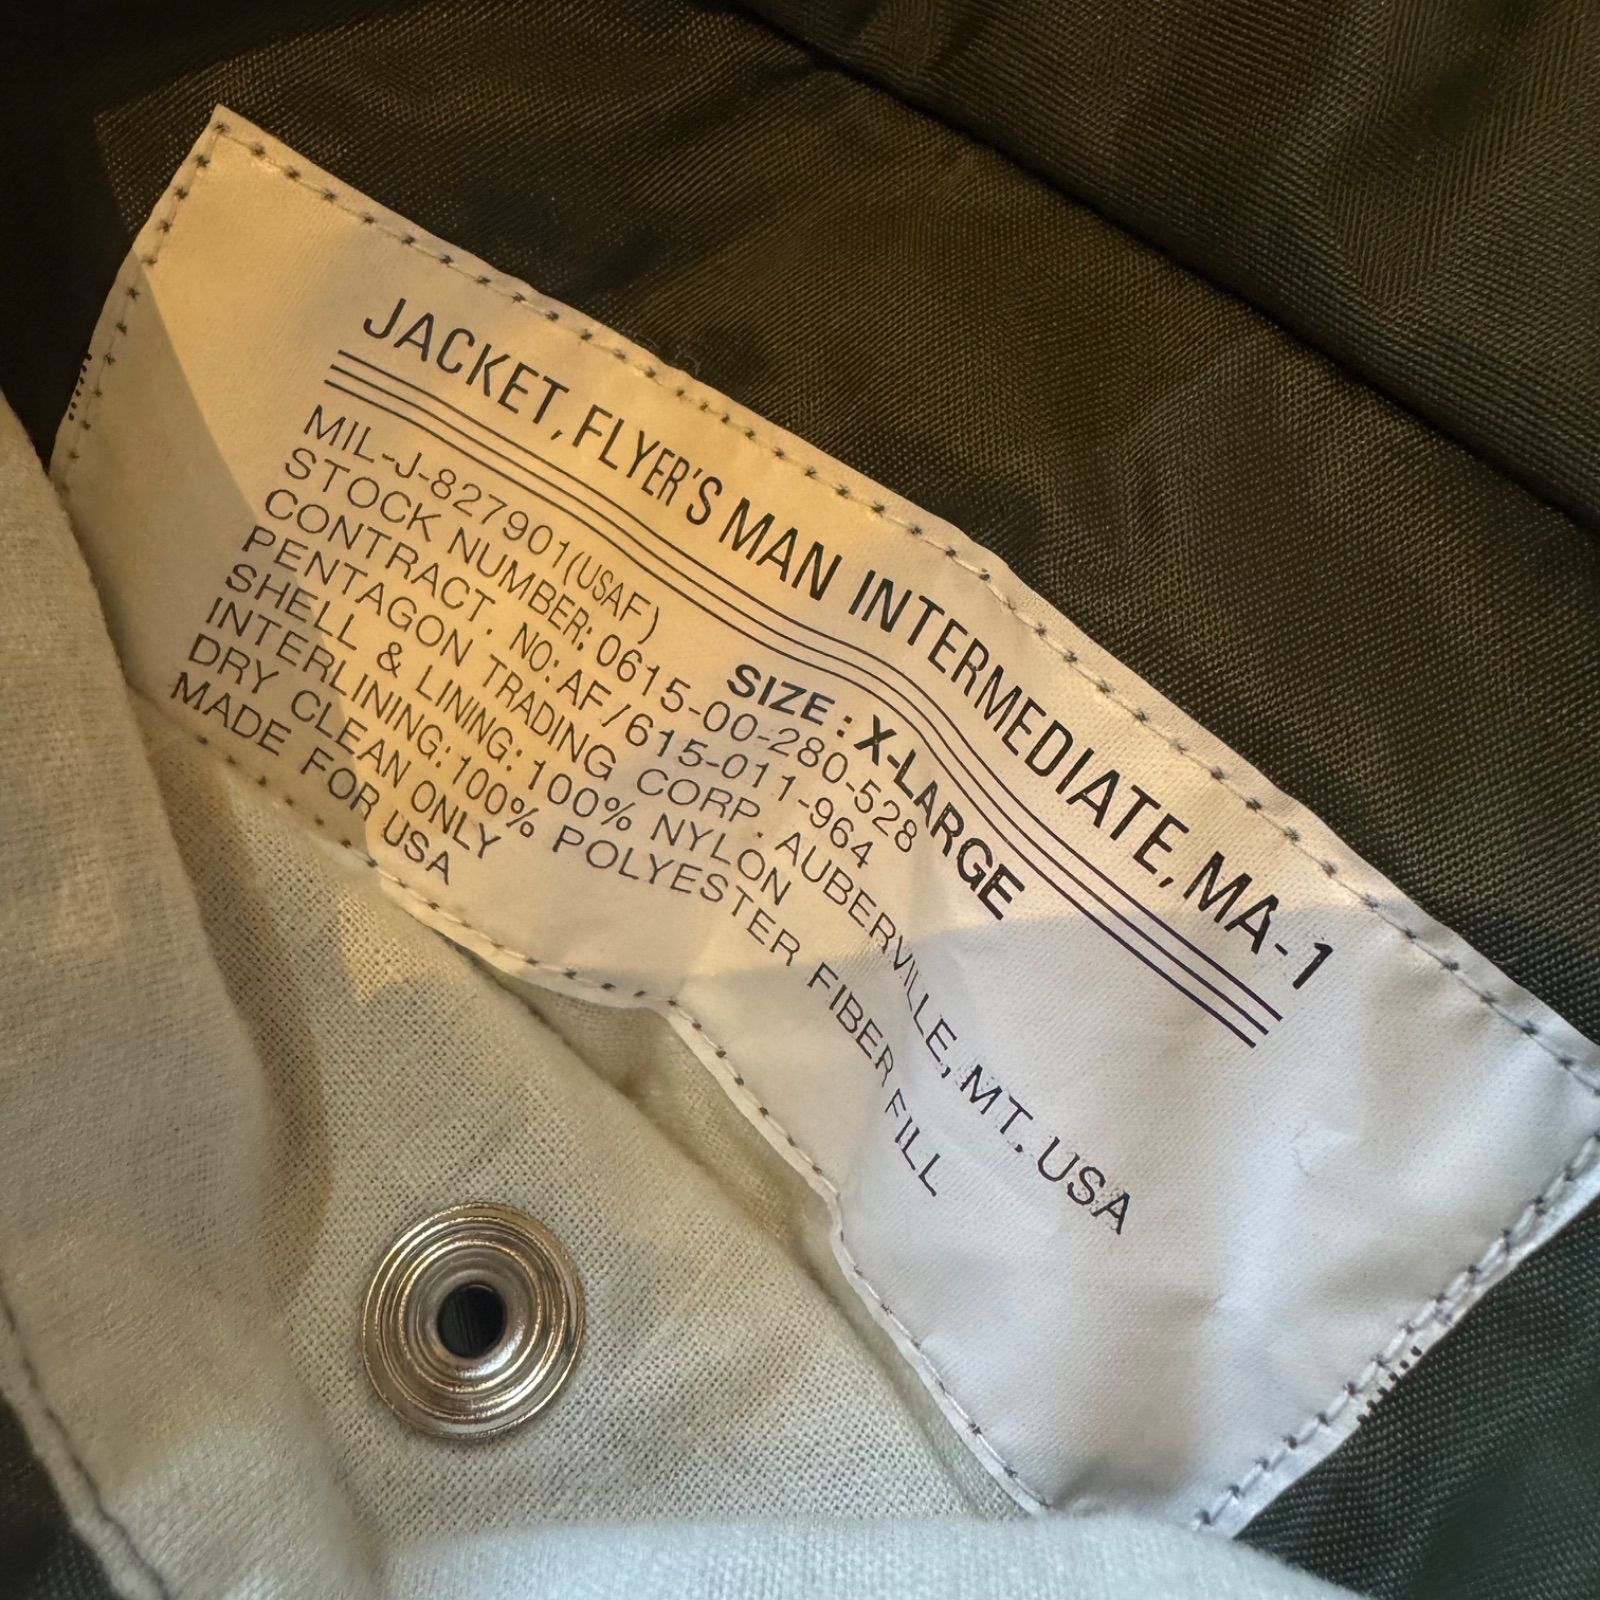 JACKET, FLYER'S MAN INTERMEDIATE, MA-1
SIZE: X-LARGE
MIL-J-827901(USAF)
STOCK NUMBER: 0615-00-280-528
CONTRACT. NO: AF/615-011-964
PENTAGON TRADING CORP. AUBERVILLE, MT. USA
SHELL & LINING: 100% NYLON
INTERLINING: 100% POLYESTER FIBER FILL
DRY CLEAN ONLY
MADE FOR USA